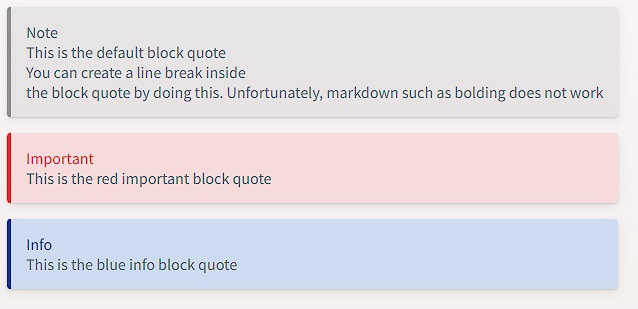 Note
This is the default block quote
You can create a line break inside
the block quote by doing this. Unfortunately, markdown such as bolding does not work
Important
This is the red important block quote
Info
This is the blue info block quote